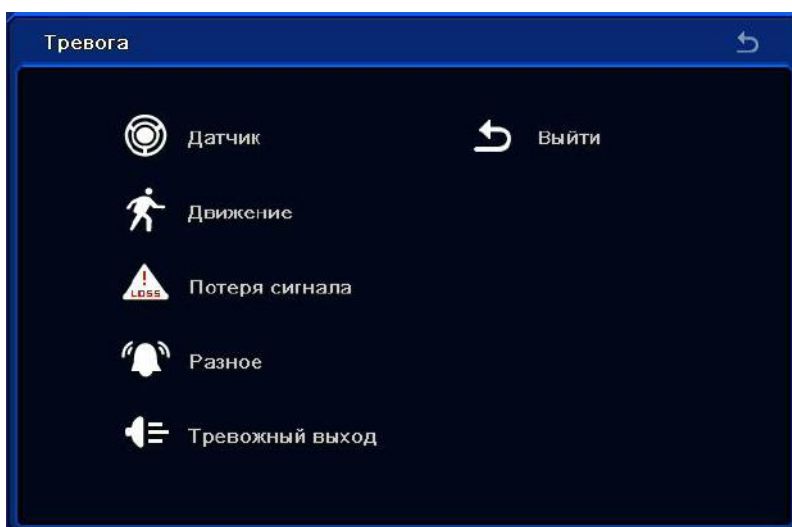 Тревога
Датчик
Выйти
Движение
! LOSS
Потеря сигнала
Разное
Тревожный выход